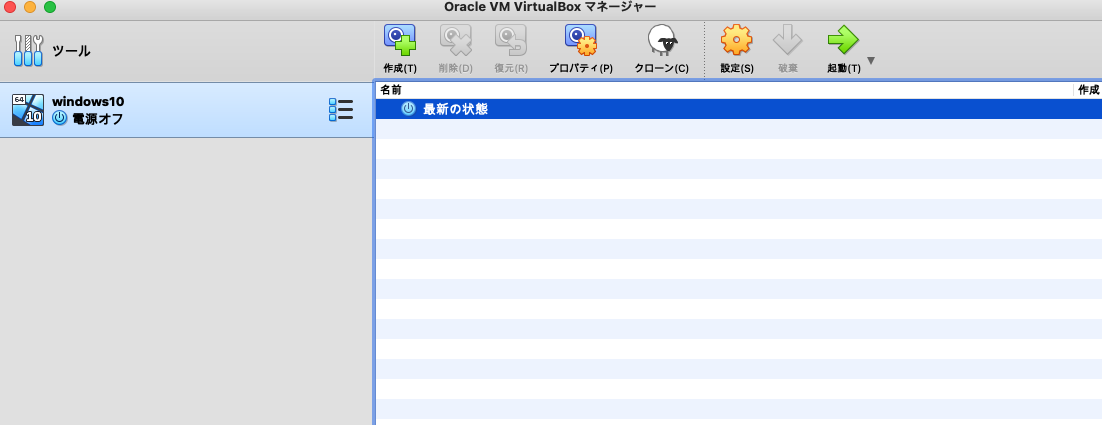 Oracle VM VirtualBox マネージャー
ツール
作成(T) 削除(D) 復元(R) プロパティ(P) クローン(C) 設定(S) 破棄 起動(T)
64
10
windows10
電源オフ
名前 作成
最新の状態